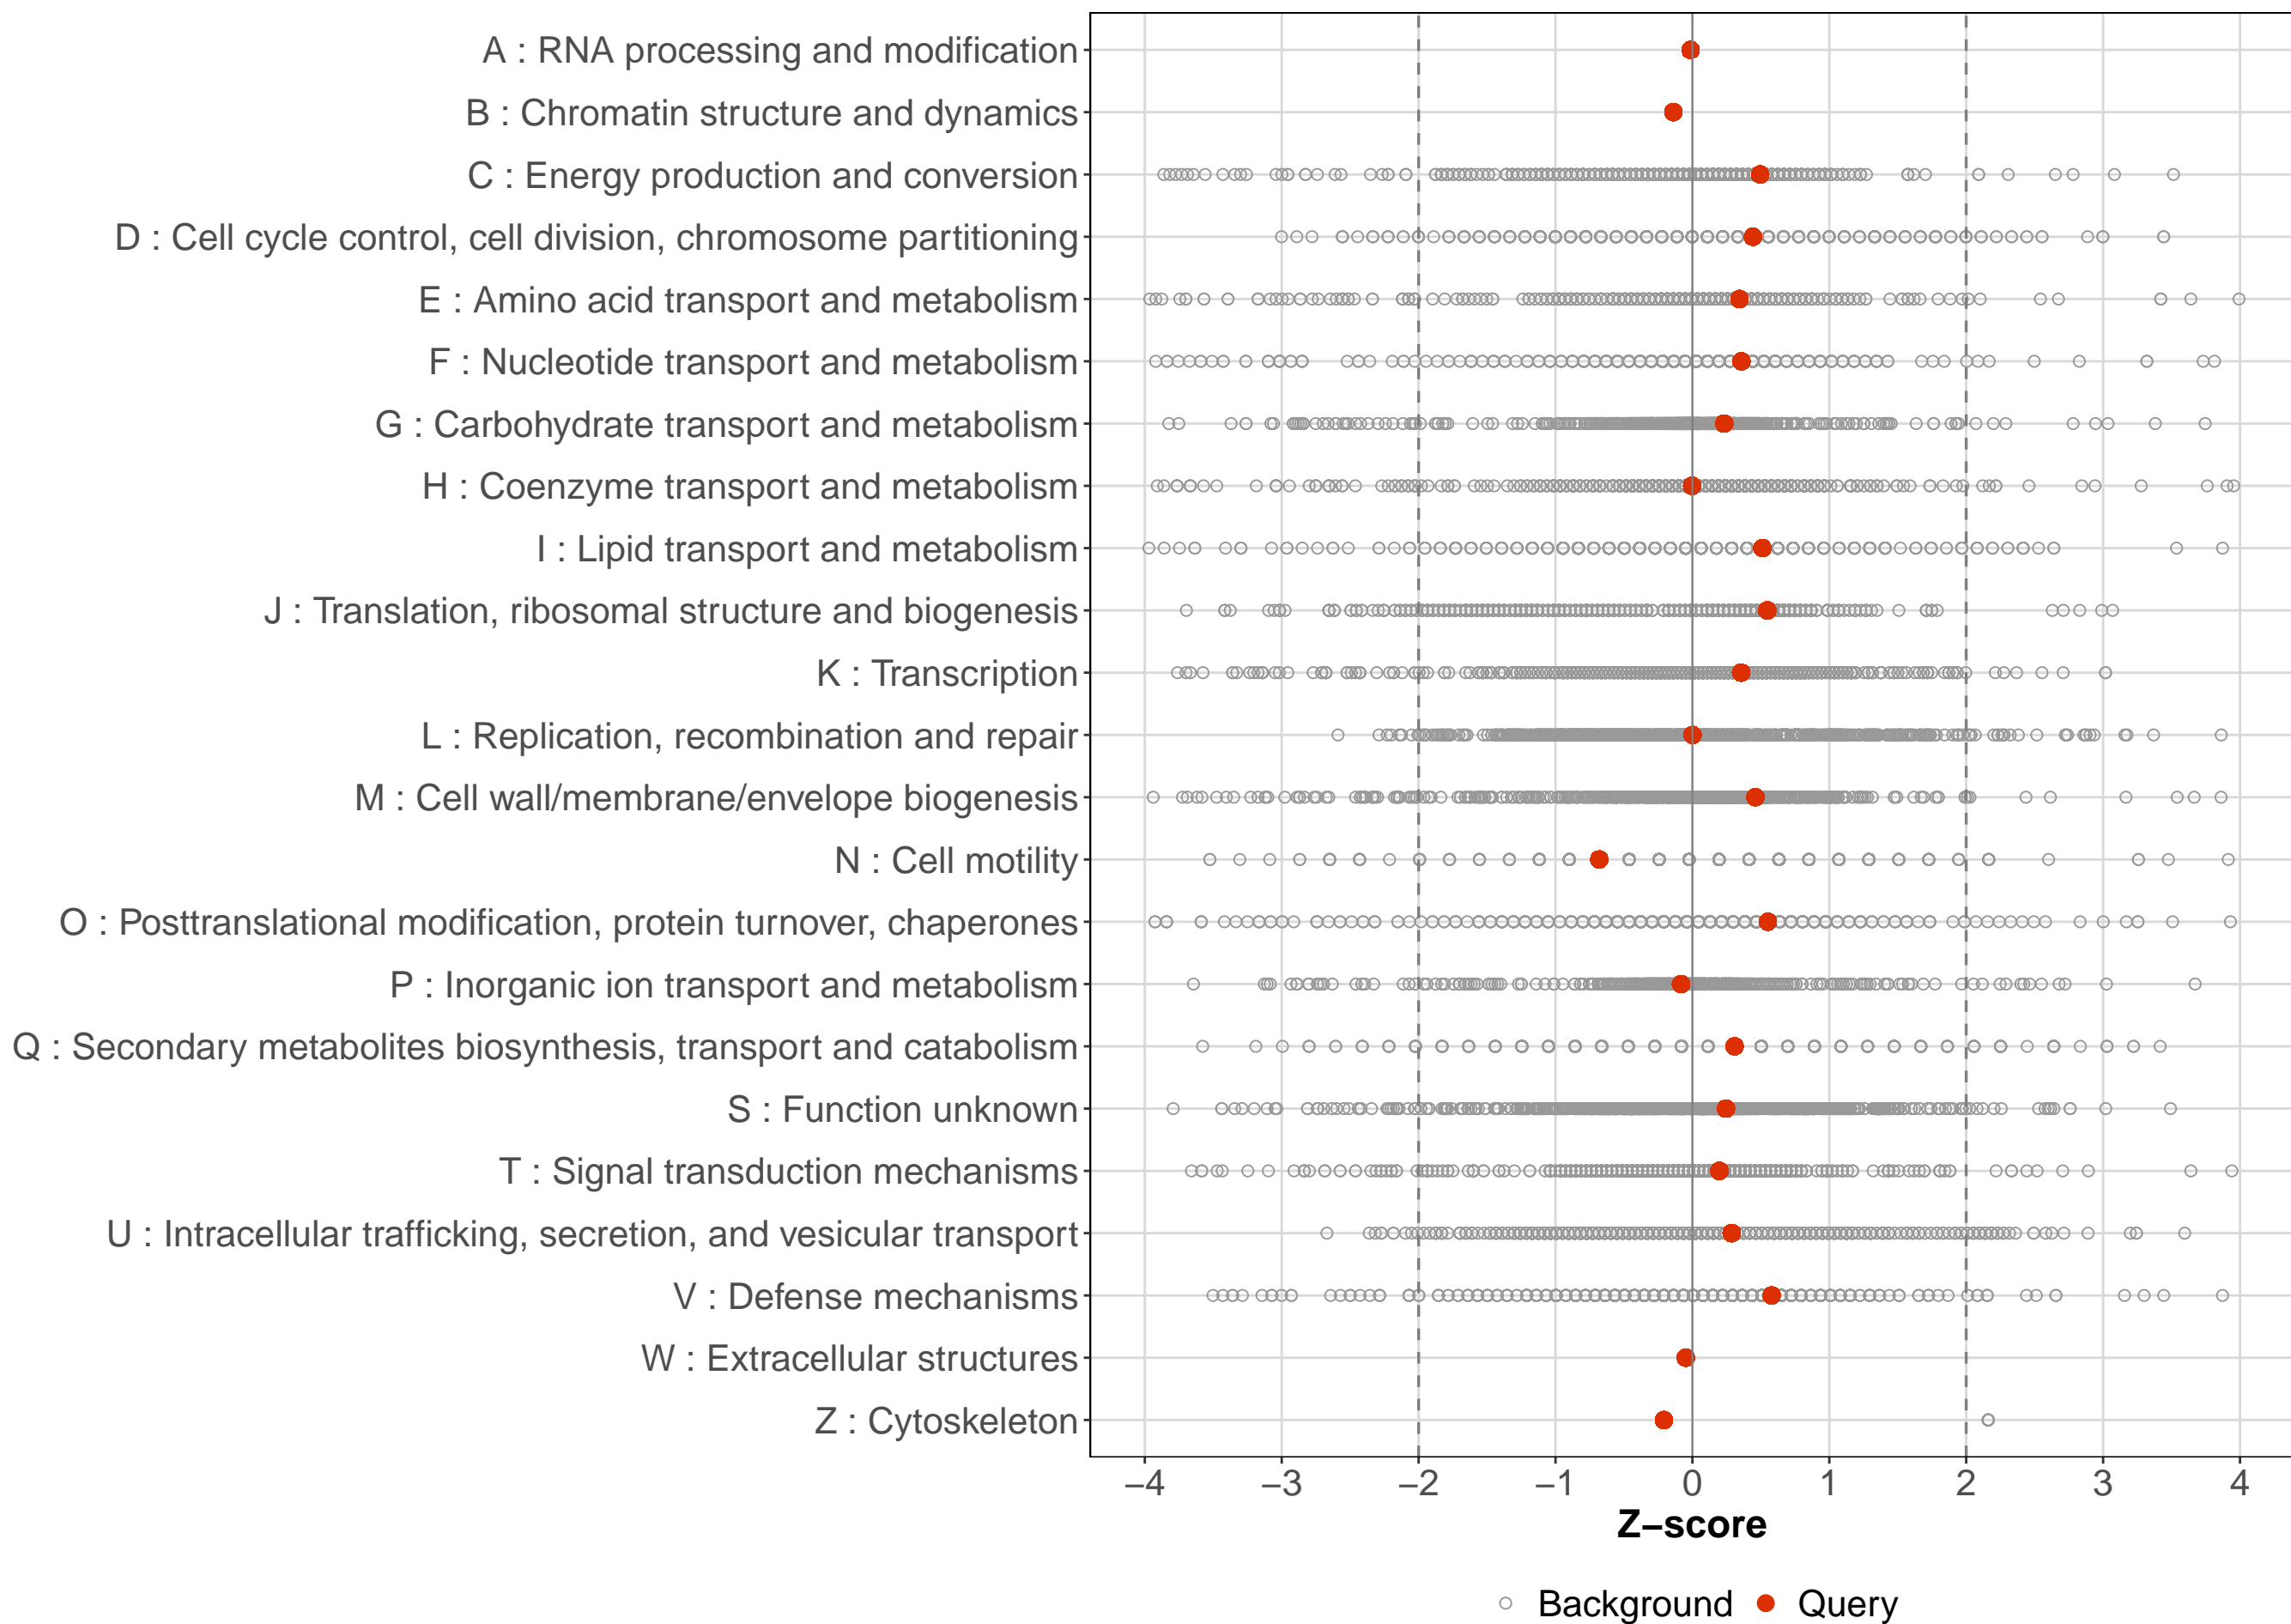 A : RNA processing and modification
B : Chromatin structure and dynamics
C : Energy production and conversion
D : Cell cycle control, cell division, chromosome partitioning
E : Amino acid transport and metabolism
F : Nucleotide transport and metabolism
G : Carbohydrate transport and metabolism
H : Coenzyme transport and metabolism
I : Lipid transport and metabolism
J : Translation, ribosomal structure and biogenesis
K : Transcription
L : Replication, recombination and repair
M : Cell wall/membrane/envelope biogenesis
N : Cell motility
O : Posttranslational modification, protein turnover, chaperones
P : Inorganic ion transport and metabolism
Q : Secondary metabolites biosynthesis, transport and catabolism
S : Function unknown
T : Signal transduction mechanisms
U : Intracellular trafficking, secretion, and vesicular transport
V : Defense mechanisms
W : Extracellular structures
Z : Cytoskeleton
−4 −3 −2 −1 0 1 2 3 4
Z−score
Background Query